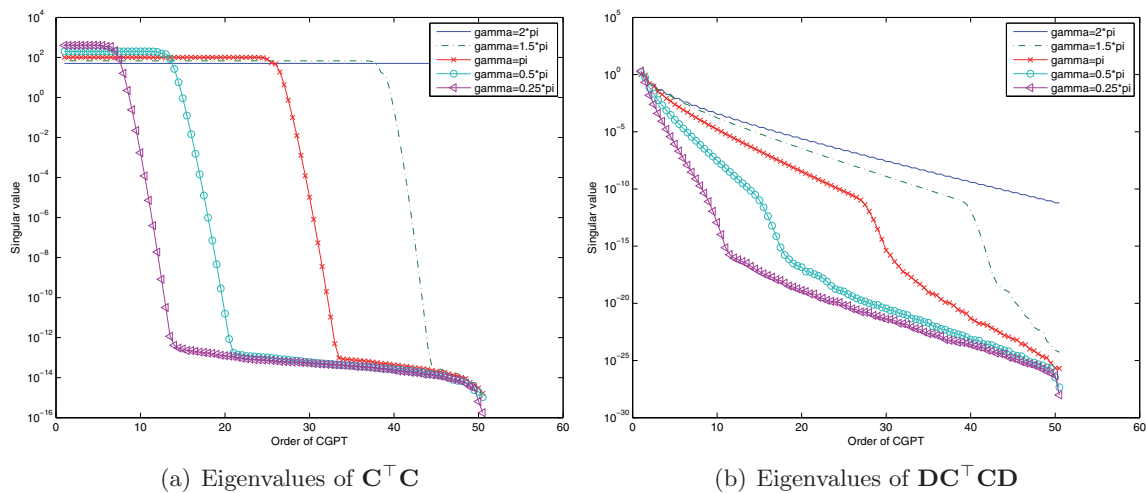 10^4
10^2
10^0
10^-2
10^-4
10^-6
10^-8
10^-10
10^-12
10^-14
10^-16
Singular value
0 10 20 30 40 50 60
Order of CGPT
gamma=2*pi
gamma=1.5*pi
gamma=pi
gamma=0.5*pi
gamma=0.25*pi
(a) Eigenvalues of C^⊤C
10^5
10^0
10^-5
10^-10
10^-15
10^-20
10^-25
10^-30
Singular value
0 10 20 30 40 50 60
Order of CGPT
gamma=2*pi
gamma=1.5*pi
gamma=pi
gamma=0.5*pi
gamma=0.25*pi
(b) Eigenvalues of DC^⊤CD